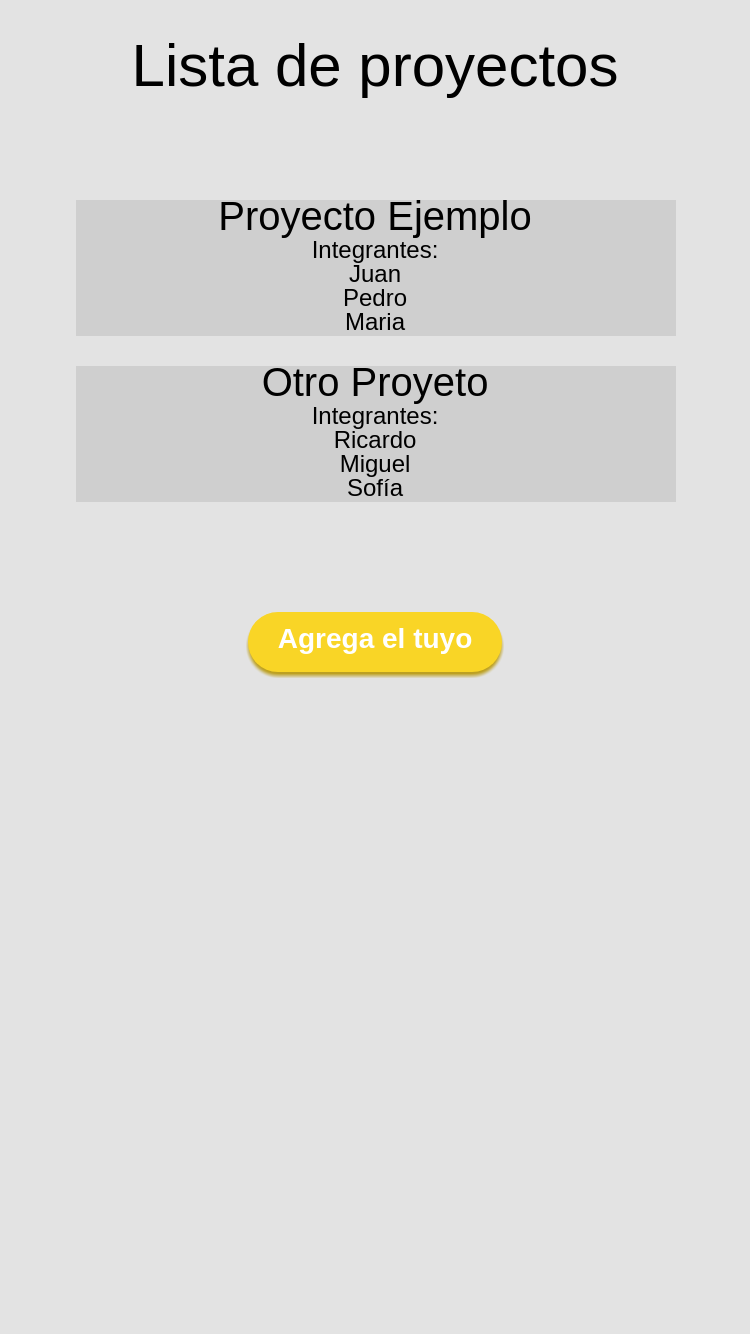 Lista de proyectos
Proyecto Ejemplo
Integrantes:
Juan
Pedro
Maria
Otro Proyeto
Integrantes:
Ricardo
Miguel
Sofía
Agrega el tuyo